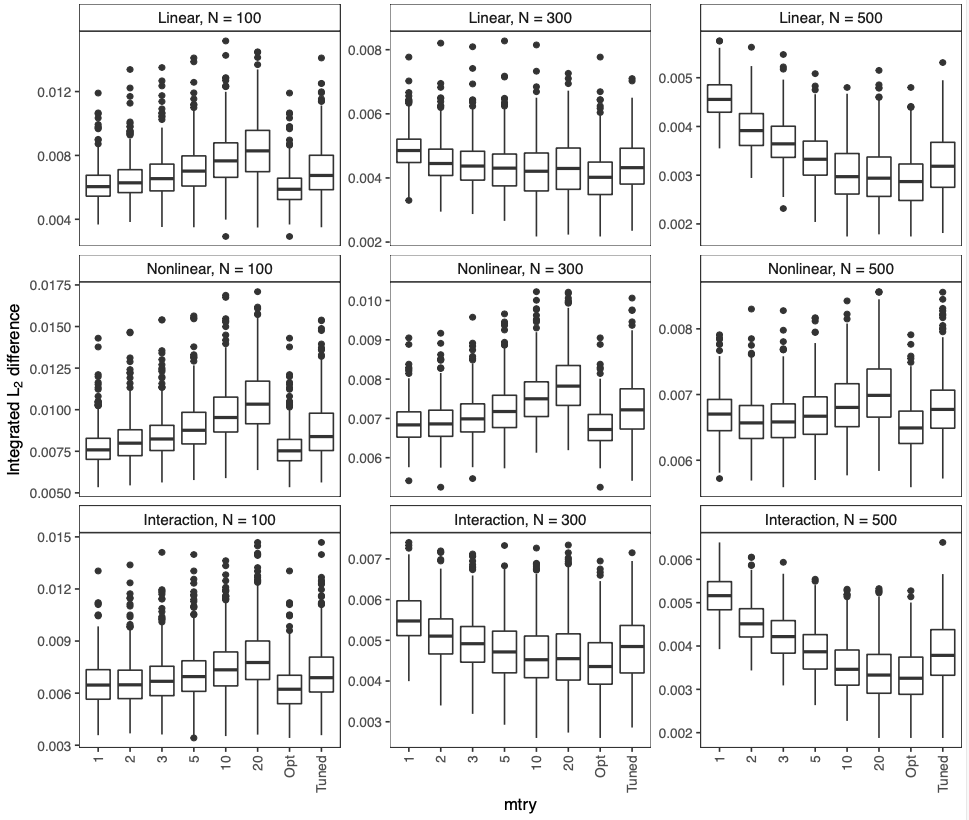 Linear, N = 100
Linear, N = 300
Linear, N = 500
0.012
0.008
0.004
0.008
0.006
0.004
0.002
0.005
0.004
0.003
0.002
Nonlinear, N = 100
Nonlinear, N = 300
Nonlinear, N = 500
0.0175
0.0150
0.0125
0.0100
0.0075
0.0050
0.010
0.009
0.008
0.007
0.006
0.008
0.007
0.006
Integrated L₂ difference
Interaction, N = 100
Interaction, N = 300
Interaction, N = 500
0.015
0.012
0.009
0.006
0.003
0.007
0.006
0.005
0.004
0.003
0.006
0.005
0.004
0.003
0.002
1 2 3 5 10 20 Opt Tuned
1 2 3 5 10 20 Opt Tuned
1 2 3 5 10 20 Opt Tuned
mtry